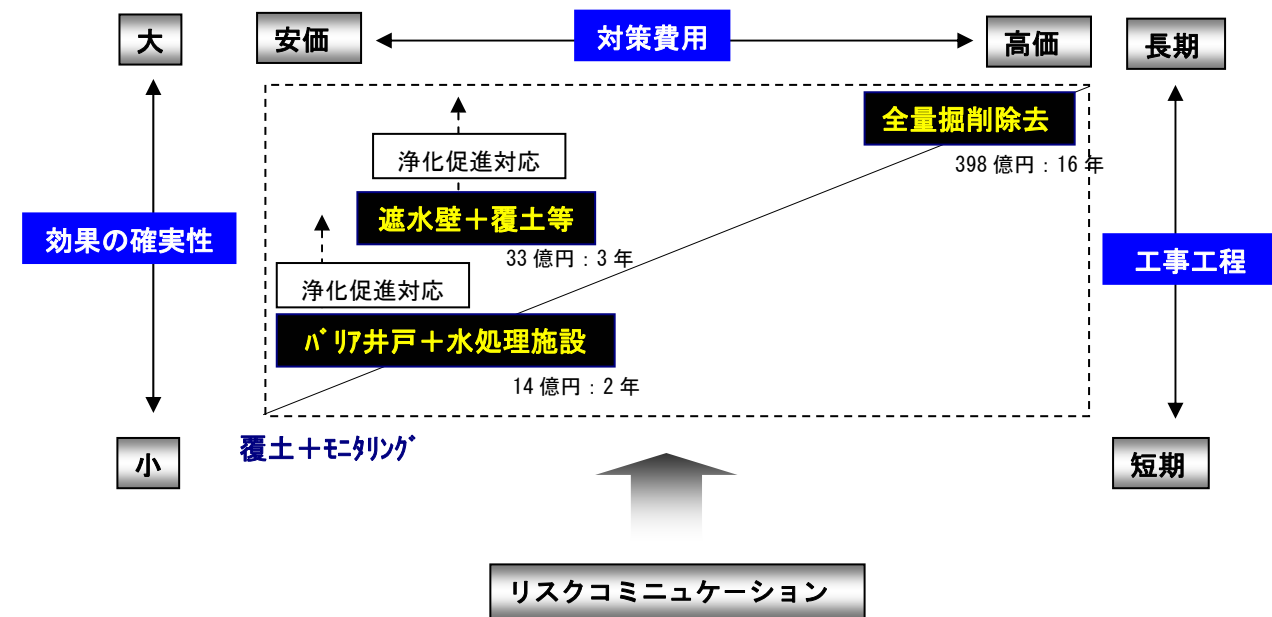 大
安価
対策費用
高価
長期
全量掘削除去
398 億円：16 年
浄化促進対応
遮水壁＋覆土等
33 億円：3 年
効果の確実性
工事工程
浄化促進対応
ﾊﾞﾘｱ井戸＋水処理施設
14 億円：2 年
小
覆土＋ﾓﾆﾀﾘﾝｸﾞ
短期
リスクコミニュケーション